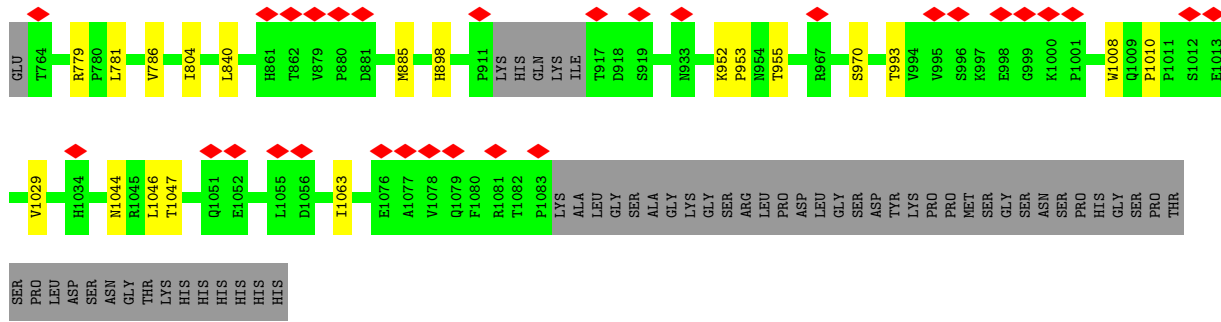 GLU T764 R779 P780 L781 V786 I804 L840 H861 T862 V879 P880 D881 M885 H898 P911 LYS HIS GLN LYS ILE T917 D918 S919 N933 K952 P953 N954 T955 R967 S970 T993 V994 V995 S996 K997 E998 G999 K1000 P1001 W1008 Q1009 P1010 P1011 S1012 E1013
V1029 H1034 N1044 R1045 L1046 T1047 Q1051 E1052 L1055 D1056 I1063 E1076 A1077 V1078 Q1079 F1080 R1081 T1082 P1083 LYS ALA LEU GLY SER ALA GLY LYS GLY SER ARG LEU PRO ASP LEU GLY SER ASP TYR LYS PRO PRO MET SER GLY SER ASN SER PRO HIS GLY SER PRO THR
SER PRO LEU ASP SER ASN GLY THR LYS HIS HIS HIS HIS HIS HIS